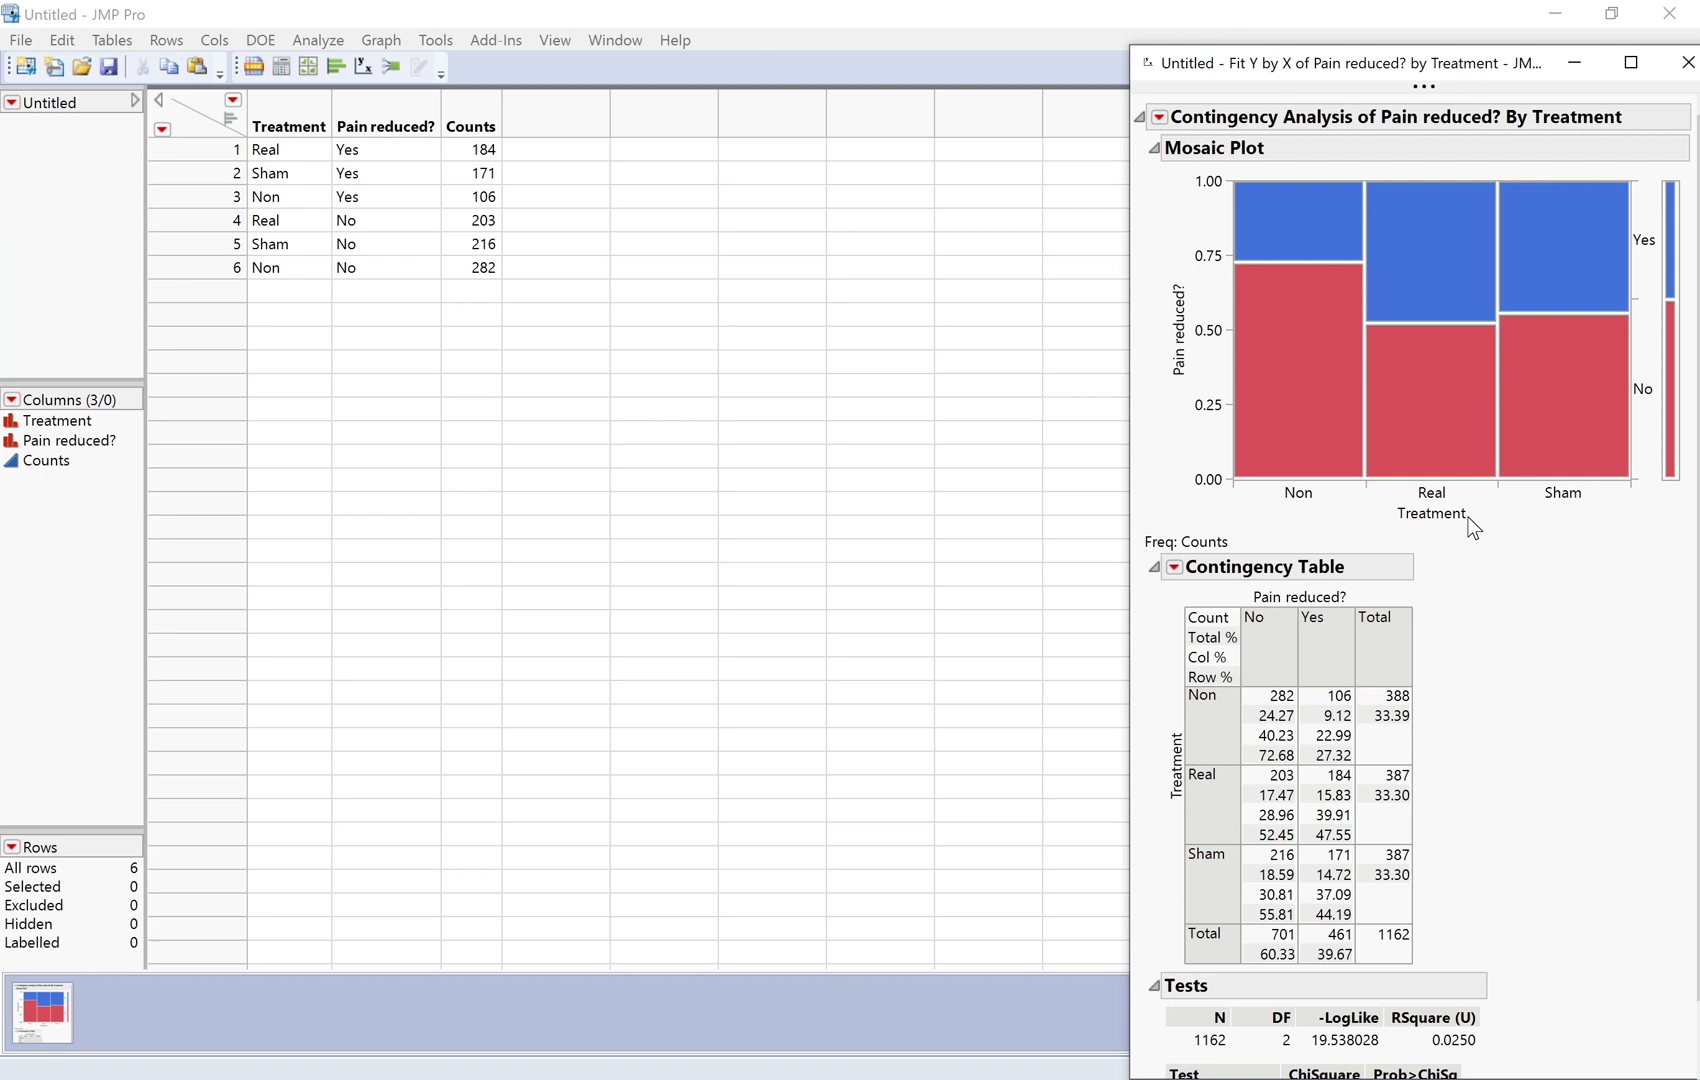 Untitled - JMP Pro
File Edit Tables Rows Cols DOE Analyze Graph Tools Add-Ins View Window Help
Untitled
Treatment Pain reduced? Counts
1 Real Yes 184
2 Sham Yes 171
3 Non Yes 106
4 Real No 203
5 Sham No 216
6 Non No 282
Columns (3/0)
Treatment
Pain reduced?
Counts
Rows
All rows 6
Selected 0
Excluded 0
Hidden 0
Labelled 0
Untitled - Fit Y by X of Pain reduced? by Treatment - JM...
Contingency Analysis of Pain reduced? By Treatment
Mosaic Plot
Pain reduced?
1.00
0.75
0.50
0.25
0.00
Yes
No
Non Real Sham
Treatment
Freq: Counts
Contingency Table
Pain reduced?
Treatment
Count No Yes Total
Total %
Col %
Row %
Non 282 106 388
24.27 9.12 33.39
40.23 22.99
72.68 27.32
Real 203 184 387
17.47 15.83 33.30
28.96 39.91
52.45 47.55
Sham 216 171 387
18.59 14.72 33.30
30.81 37.09
55.81 44.19
Total 701 461 1162
60.33 39.67
Tests
N DF -LogLike RSquare (U)
1162 2 19.538028 0.0250
Test ChiSquare Prob>ChiSq